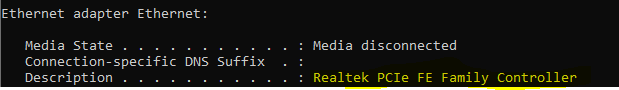 Ethernet adapter Ethernet:
Media State . . . . . . . . . . . : Media disconnected
Connection-specific DNS Suffix  . :
Description . . . . . . . . . . . : Realtek PCIe FE Family Controller